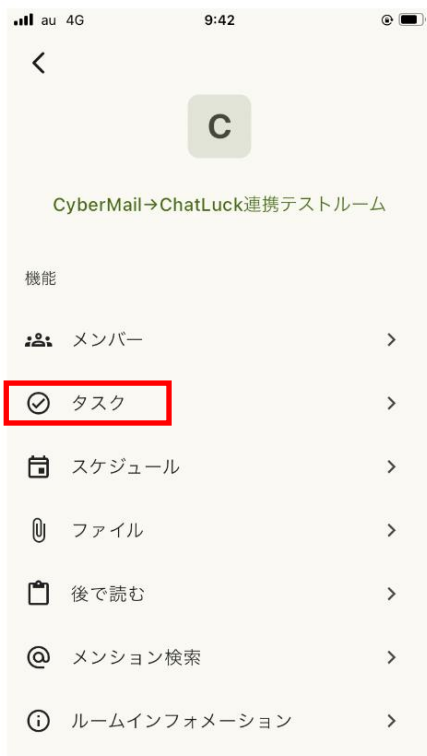 au 4G 9:42
C
CyberMail→ChatLuck連携テストルーム
機能
メンバー
タスク
スケジュール
ファイル
後で読む
メンション検索
ルームインフォメーション